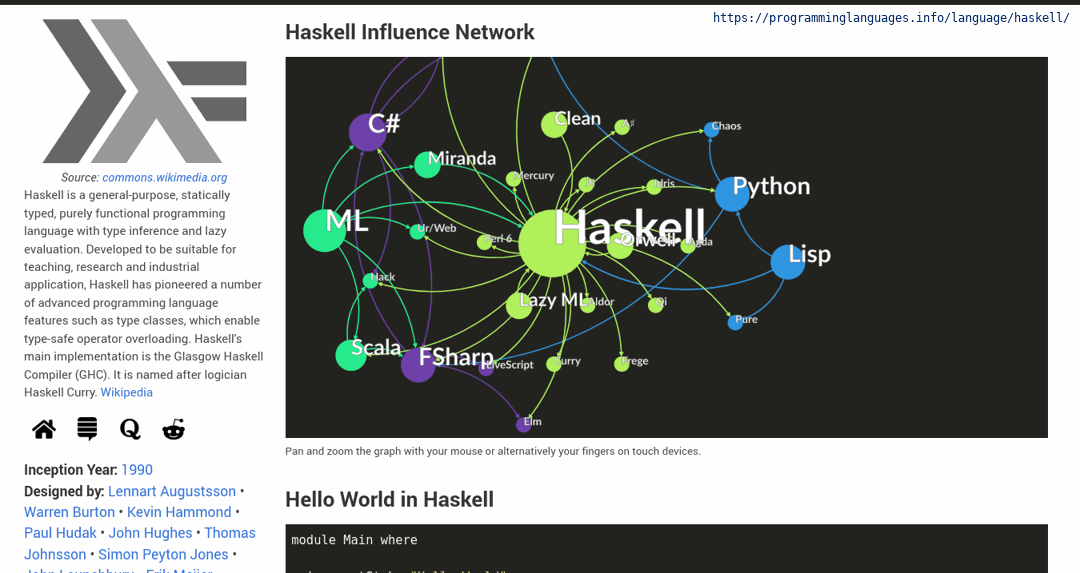 https://programminglanguages.info/language/haskell/
Source: commons.wikimedia.org
Haskell is a general-purpose, statically
typed, purely functional programming
language with type inference and lazy
evaluation. Developed to be suitable for
teaching, research and industrial
application, Haskell has pioneered a number
of advanced programming language
features such as type classes, which enable
type-safe operator overloading. Haskell's
main implementation is the Glasgow Haskell
Compiler (GHC). It is named after logician
Haskell Curry. Wikipedia
Inception Year: 1990
Designed by: Lennart Augustsson •
Warren Burton • Kevin Hammond •
Paul Hudak • John Hughes • Thomas
Johnsson • Simon Peyton Jones •
Haskell Influence Network
C#
Clean
A#
Chaos
Miranda
Mercury
Idris
Python
ML
Ur/Web
Perl 6
Haskell
Agda
Lisp
Hack
Lazy ML
Aldor
Qi
Pure
Scala
FSharp
LiveScript
Curry
Frege
Elm
Pan and zoom the graph with your mouse or alternatively your fingers on touch devices.
Hello World in Haskell
module Main where